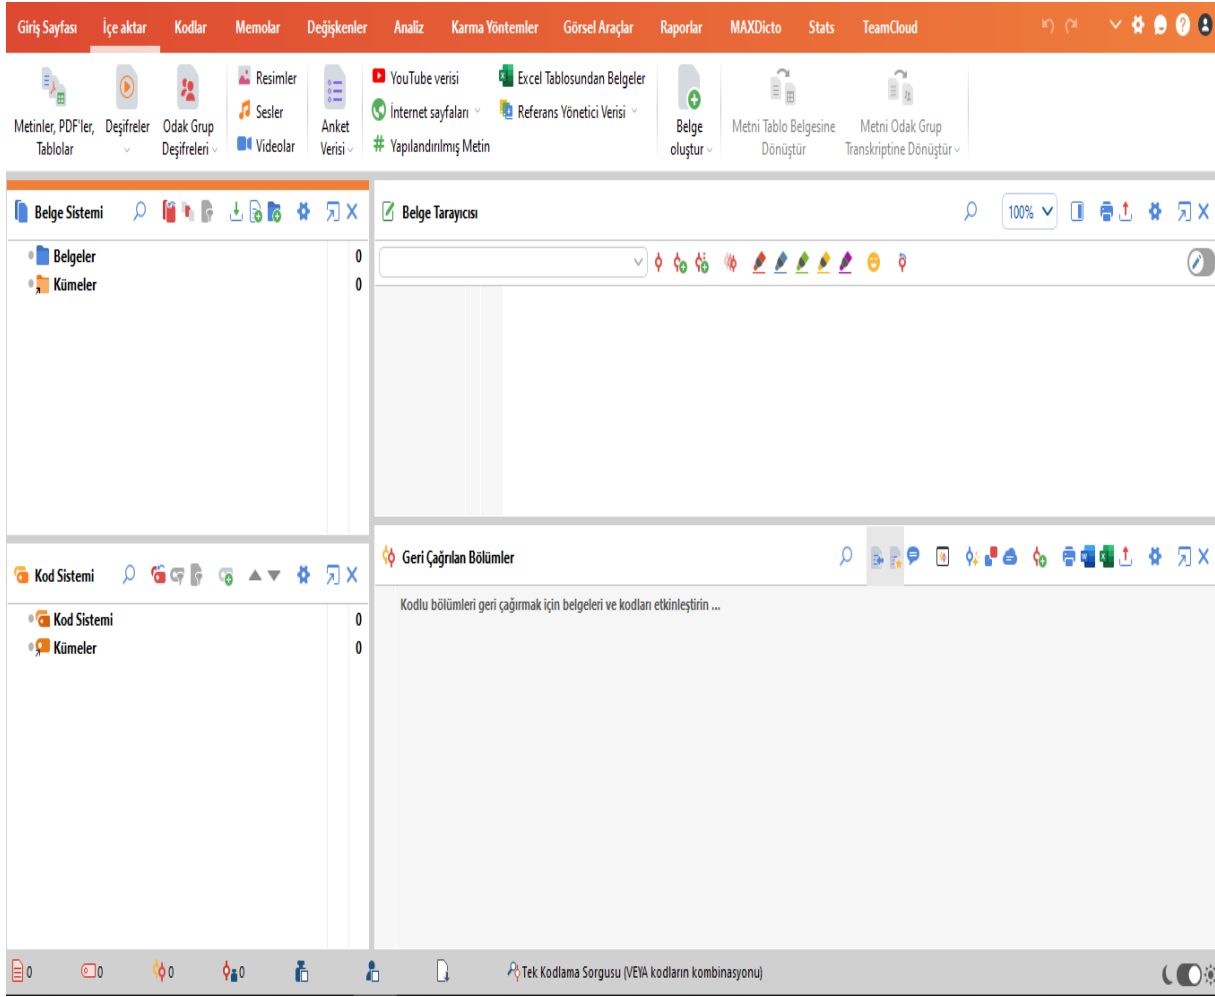 Giriş Sayfası İçe aktar Kodlar Memolar Değişkenler Analiz Karma Yöntemler Görsel Araçlar Raporlar MAXDicto Stats TeamCloud
Metinler, PDF'ler, Tablolar
Deşifreler
Odak Grup Deşifreleri
Resimler
Sesler
Videolar
Anket Verisi
YouTube verisi
İnternet sayfaları
# Yapılandırılmış Metin
Excel Tablosundan Belgeler
Referans Yönetici Verisi
Belge oluştur
Metni Tablo Belgesine Dönüştür
Metni Odak Grup Transkriptine Dönüştür
Belge Sistemi
Belgeler 0
Kümeler 0
Belge Tarayıcısı
100%
Kod Sistemi
Kod Sistemi 0
Kümeler 0
Geri Çağrılan Bölümler
Kodlu bölümleri geri çağırmak için belgeleri ve kodları etkinleştirin ...
0 0 0 0 Tek Kodlama Sorgusu (VEYA kodların kombinasyonu)